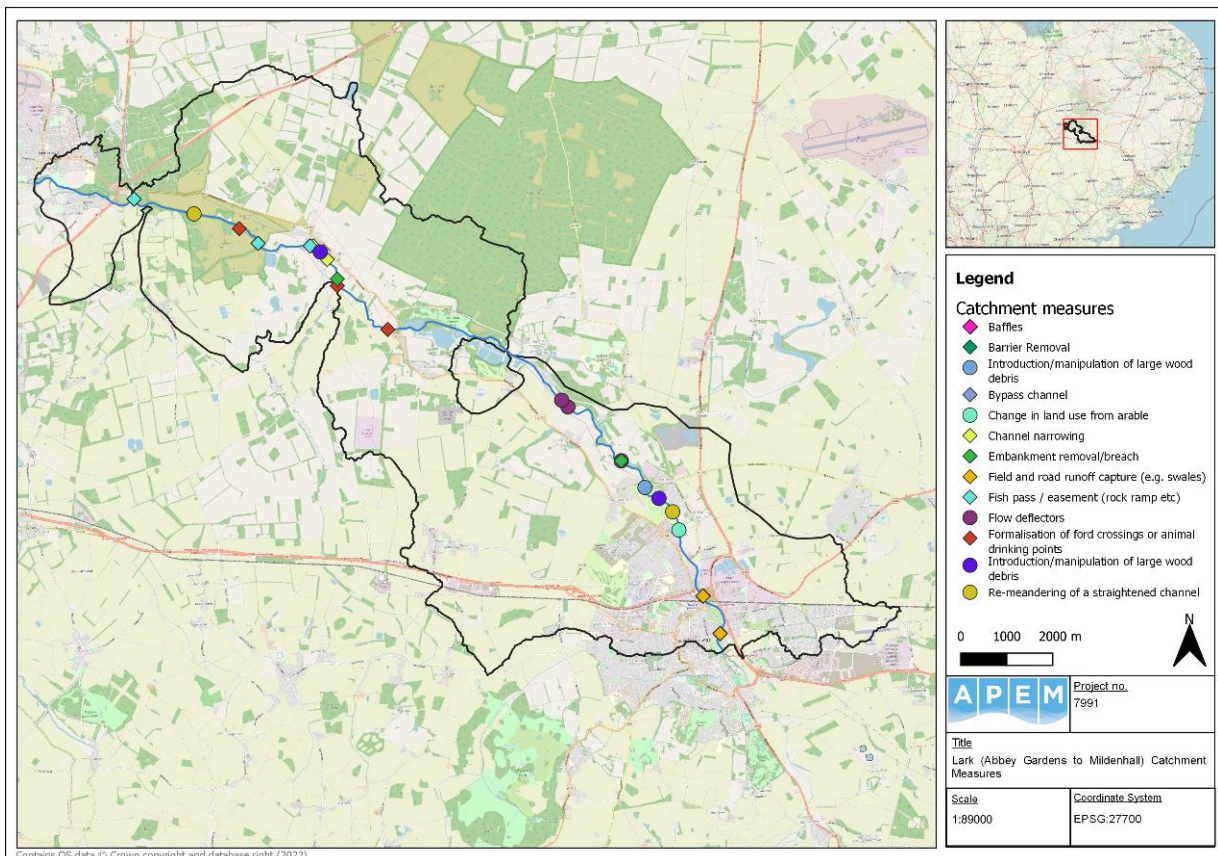 Legend
Catchment measures
Baffles
Barrier Removal
Introduction/manipulation of large wood
debris
Bypass channel
Change in land use from arable
Channel narrowing
Embankment removal/breach
Field and road runoff capture (e.g. swales)
Fish pass / easement (rock ramp etc)
Flow deflectors
Formalisation of ford crossings or animal
drinking points
Introduction/manipulation of large wood
debris
Re-meandering of a straightened channel
N
0 1000 2000 m
APEM
Project no.
7991
Title
Lark (Abbey Gardens to Mildenhall) Catchment
Measures
Scale
1:89000
Coordinate System
EPSG:27700
Contains OS data © Crown copyright and database right (2022)